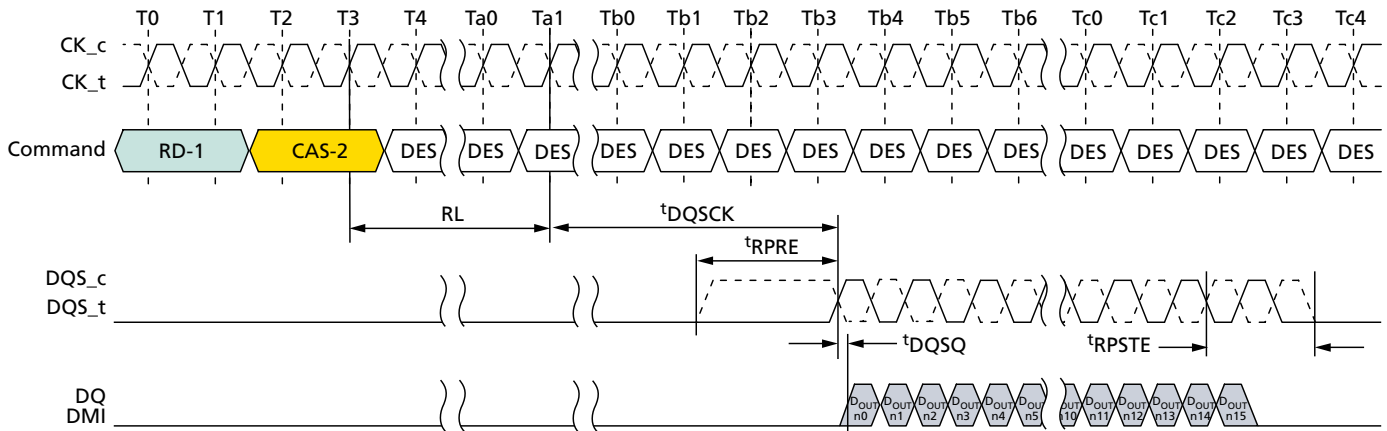 T0 T1 T2 T3 T4 Ta0 Ta1 Tb0 Tb1 Tb2 Tb3 Tb4 Tb5 Tb6 Tc0 Tc1 Tc2 Tc3 Tc4
CK_c
CK_t
Command RD-1 CAS-2 DES DES DES DES DES DES DES DES DES DES DES DES DES DES DES
RL tDQSCK
tRPRE
DQS_c
DQS_t
tDQSQ tRPSTE
DQ
DMI
DOUT n0 DOUT n1 DOUT n2 DOUT n3 DOUT n4 DOUT n5 DOUT n10 DOUT n11 DOUT n12 DOUT n13 DOUT n14 DOUT n15